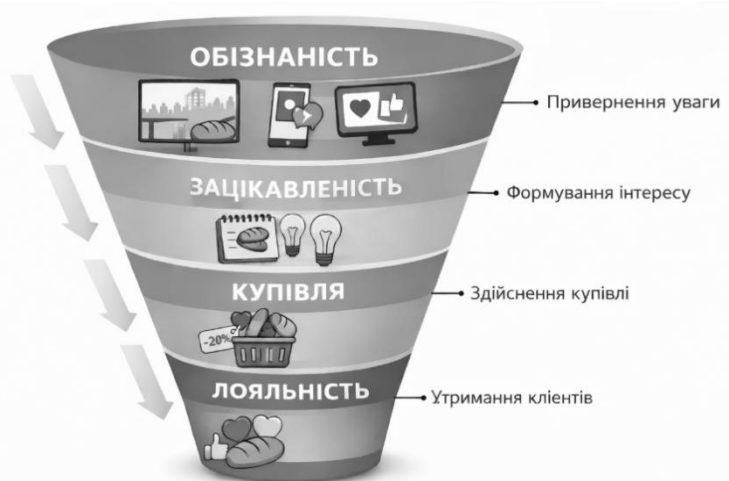 ОБІЗНАНІСТЬ
Привернення уваги
ЗАЦІКАВЛЕНІСТЬ
Формування інтересу
КУПІВЛЯ
Здійснення купівлі
-20%
ЛОЯЛЬНІСТЬ
Утримання клієнтів